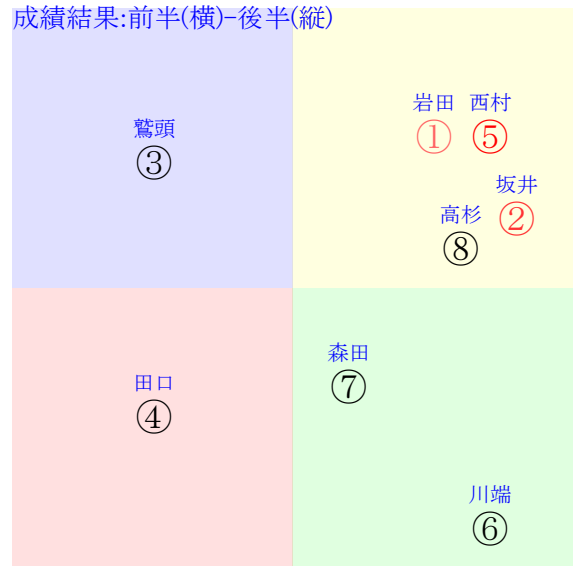 成績結果:前半(横)-後半(縦)
岩田 西村
① ⑤
鷲頭
③
坂井
②
高杉
⑧
森田
⑦
田口
④
川端
⑥